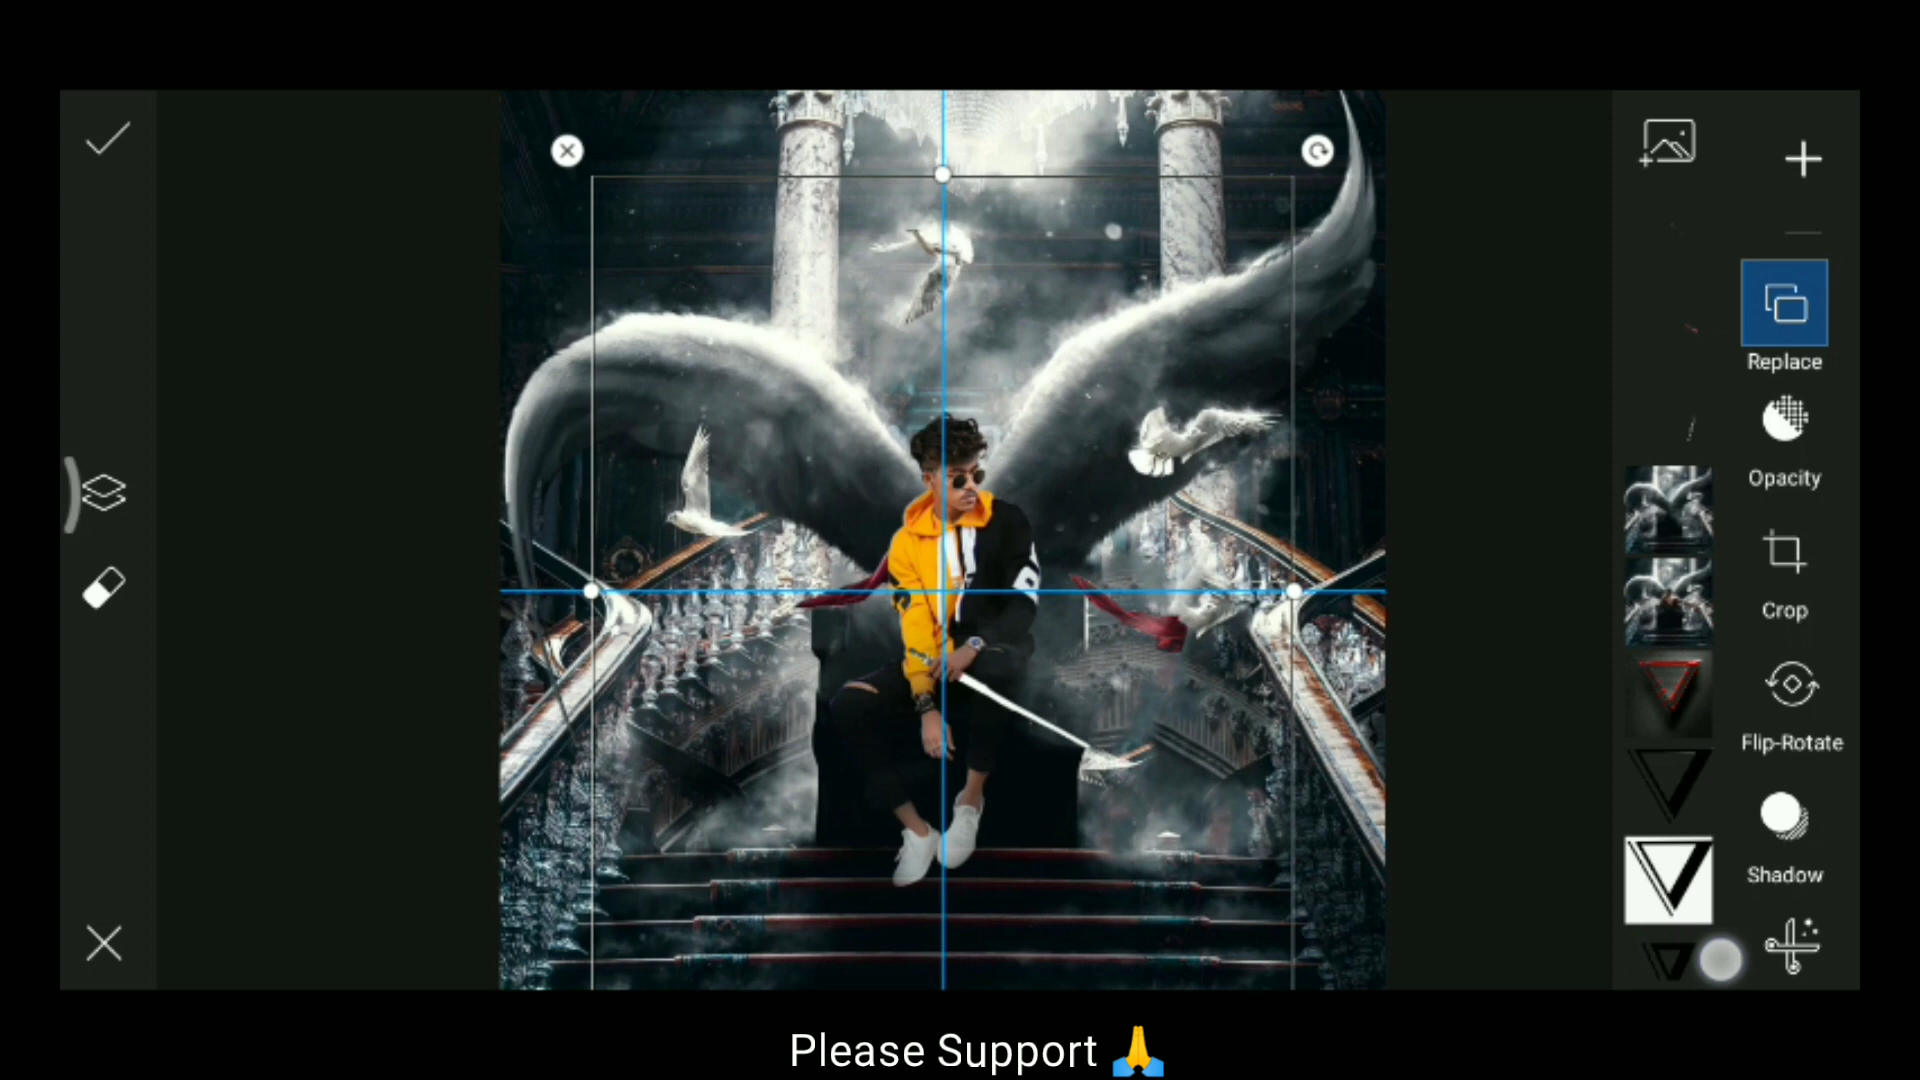 Replace
Opacity
Crop
Flip-Rotate
Shadow
Please Support 🙏